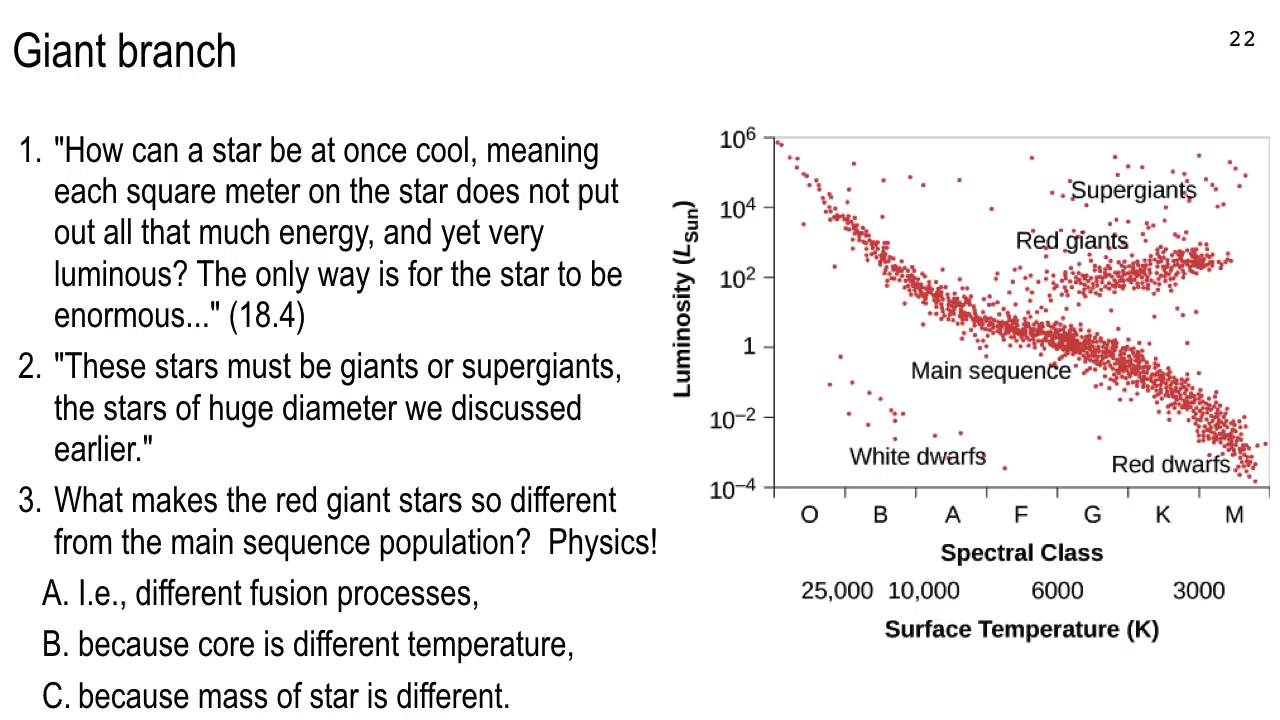 Giant branch
22
1. "How can a star be at once cool, meaning
each square meter on the star does not put
out all that much energy, and yet very
luminous? The only way is for the star to be
enormous..." (18.4)
2. "These stars must be giants or supergiants,
the stars of huge diameter we discussed
earlier."
3. What makes the red giant stars so different
from the main sequence population?  Physics!
A. I.e., different fusion processes,
B. because core is different temperature,
C. because mass of star is different.
10⁶
10⁴
10²
1
10⁻²
10⁻⁴
Luminosity (L_Sun)
Supergiants
Red giants
Main sequence
White dwarfs
Red dwarfs
O B A F G K M
Spectral Class
25,000 10,000 6000 3000
Surface Temperature (K)